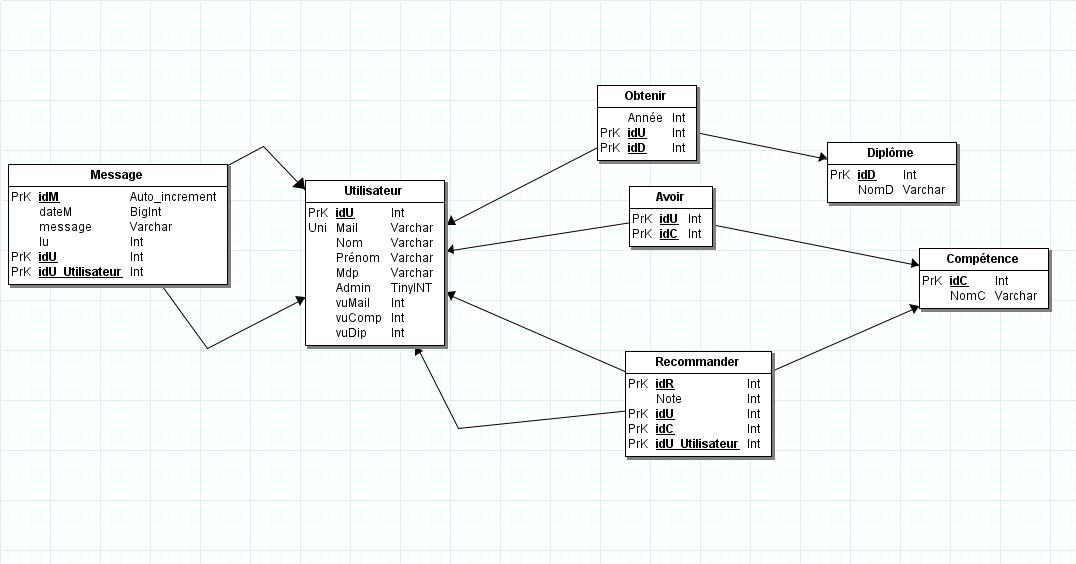 Message
PrK idM Auto_increment
dateM BigInt
message Varchar
lu Int
PrK idU Int
PrK idU_Utilisateur Int
Utilisateur
PrK idU Int
Uni Mail Varchar
Nom Varchar
Prénom Varchar
Mdp Varchar
Admin TinyINT
vuMail Int
vuComp Int
vuDip Int
Obtenir
Année Int
PrK idU Int
PrK idD Int
Avoir
PrK idU Int
PrK idC Int
Recommander
PrK idR Int
Note Int
PrK idU Int
PrK idC Int
PrK idU_Utilisateur Int
Diplôme
PrK idD Int
NomD Varchar
Compétence
PrK idC Int
NomC Varchar